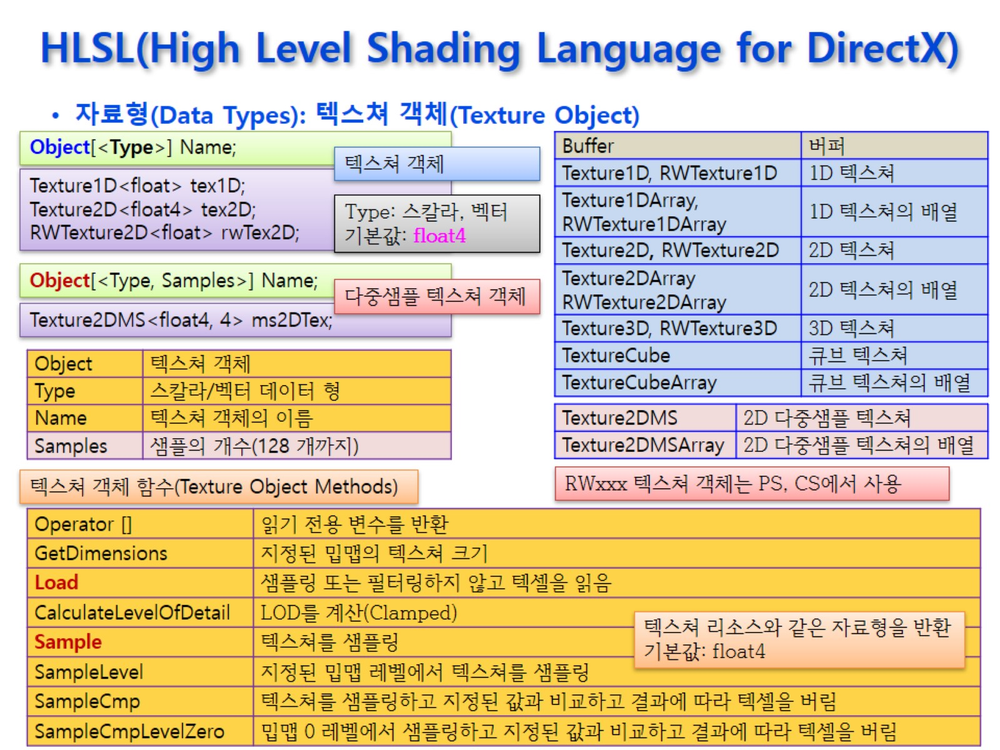 HLSL(High Level Shading Language for DirectX)
• 자료형(Data Types): 텍스쳐 객체(Texture Object)
Object[<Type>] Name;
텍스쳐 객체
Texture1D<float> tex1D;
Texture2D<float4> tex2D;
RWTexture2D<float> rwTex2D;
Type: 스칼라, 벡터
기본값: float4
Object[<Type, Samples>] Name;
다중샘플 텍스쳐 객체
Texture2DMS<float4, 4> ms2DTex;
Object 텍스쳐 객체
Type 스칼라/벡터 데이터 형
Name 텍스쳐 객체의 이름
Samples 샘플의 개수(128 개까지)
Buffer 버퍼
Texture1D, RWTexture1D 1D 텍스쳐
Texture1DArray,
RWTexture1DArray 1D 텍스쳐의 배열
Texture2D, RWTexture2D 2D 텍스쳐
Texture2DArray
RWTexture2DArray 2D 텍스쳐의 배열
Texture3D, RWTexture3D 3D 텍스쳐
TextureCube 큐브 텍스쳐
TextureCubeArray 큐브 텍스쳐의 배열
Texture2DMS 2D 다중샘플 텍스쳐
Texture2DMSArray 2D 다중샘플 텍스쳐의 배열
RWxxx 텍스쳐 객체는 PS, CS에서 사용
텍스쳐 객체 함수(Texture Object Methods)
Operator [] 읽기 전용 변수를 반환
GetDimensions 지정된 밉맵의 텍스쳐 크기
Load 샘플링 또는 필터링하지 않고 텍셀을 읽음
CalculateLevelOfDetail LOD를 계산(Clamped)
Sample 텍스쳐를 샘플링
텍스쳐 리소스와 같은 자료형을 반환
기본값: float4
SampleLevel 지정된 밉맵 레벨에서 텍스쳐를 샘플링
SampleCmp 텍스쳐를 샘플링하고 지정된 값과 비교하고 결과에 따라 텍셀을 버림
SampleCmpLevelZero 밉맵 0 레벨에서 샘플링하고 지정된 값과 비교하고 결과에 따라 텍셀을 버림